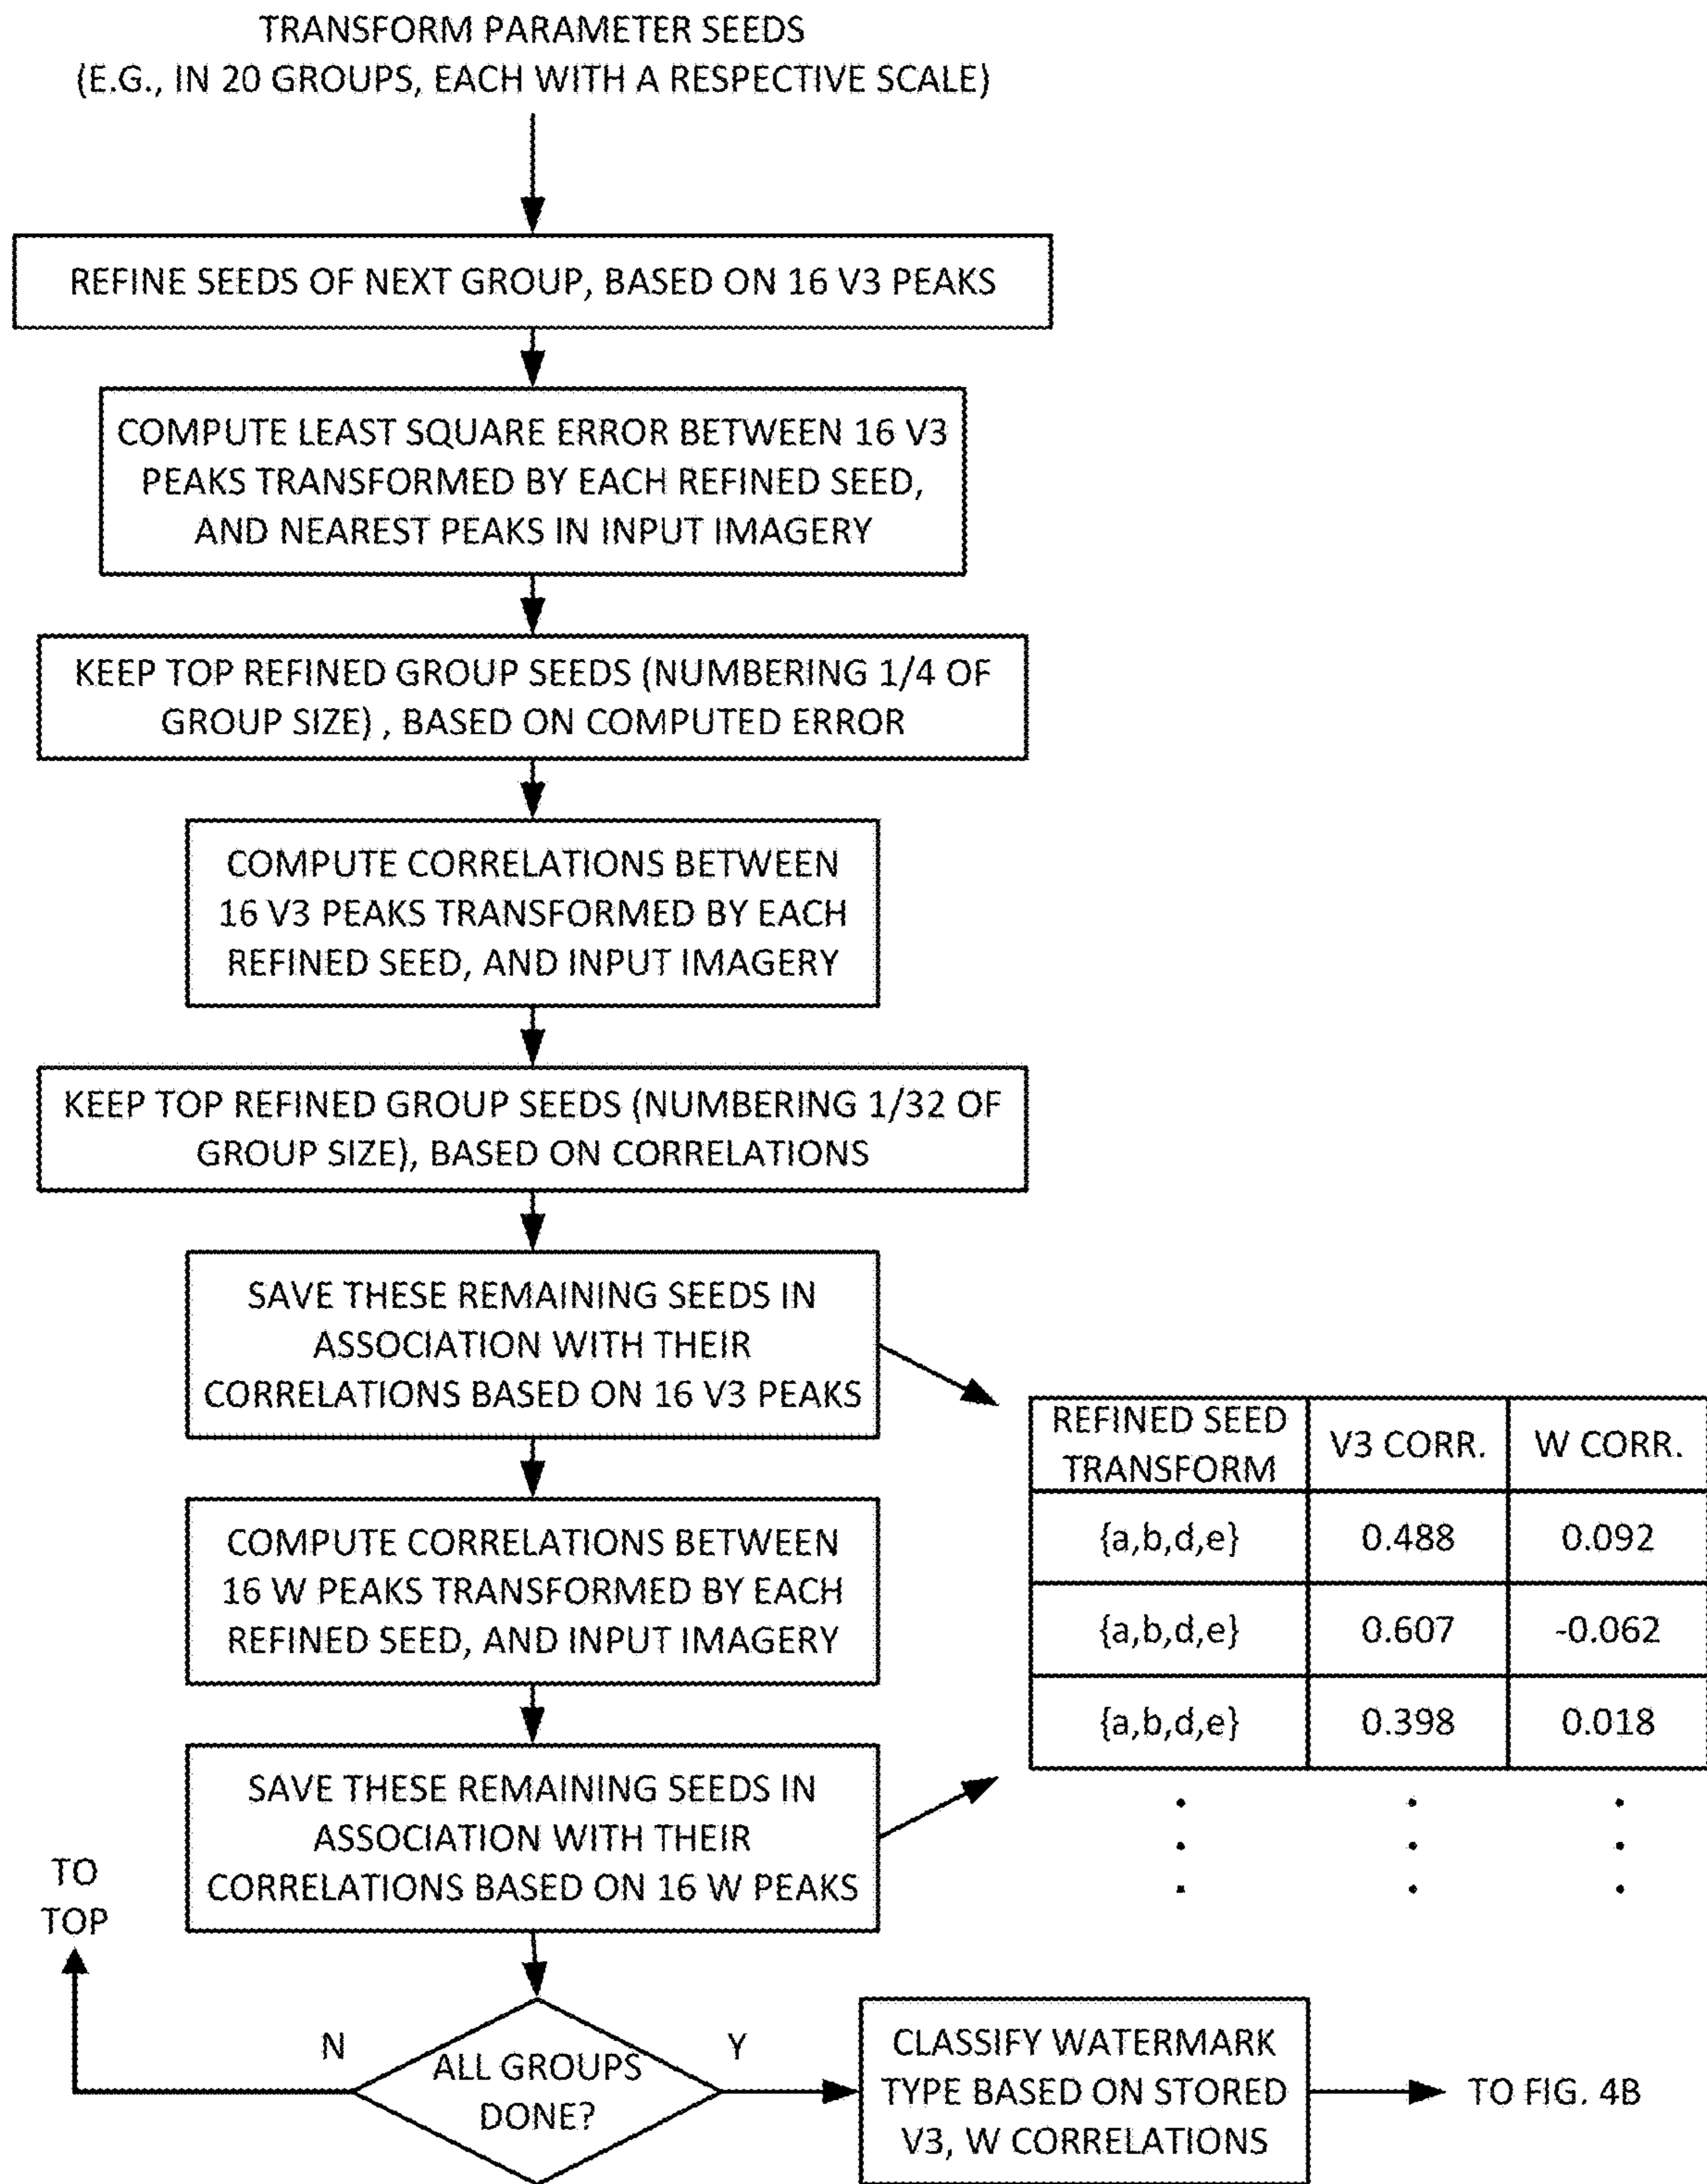 TRANSFORM PARAMETER SEEDS
(E.G., IN 20 GROUPS, EACH WITH A RESPECTIVE SCALE)
REFINE SEEDS OF NEXT GROUP, BASED ON 16 V3 PEAKS
COMPUTE LEAST SQUARE ERROR BETWEEN 16 V3
PEAKS TRANSFORMED BY EACH REFINED SEED,
AND NEAREST PEAKS IN INPUT IMAGERY
KEEP TOP REFINED GROUP SEEDS (NUMBERING 1/4 OF
GROUP SIZE) , BASED ON COMPUTED ERROR
COMPUTE CORRELATIONS BETWEEN
16 V3 PEAKS TRANSFORMED BY EACH
REFINED SEED, AND INPUT IMAGERY
KEEP TOP REFINED GROUP SEEDS (NUMBERING 1/32 OF
GROUP SIZE), BASED ON CORRELATIONS
SAVE THESE REMAINING SEEDS IN
ASSOCIATION WITH THEIR
CORRELATIONS BASED ON 16 V3 PEAKS
COMPUTE CORRELATIONS BETWEEN
16 W PEAKS TRANSFORMED BY EACH
REFINED SEED, AND INPUT IMAGERY
SAVE THESE REMAINING SEEDS IN
ASSOCIATION WITH THEIR
CORRELATIONS BASED ON 16 W PEAKS
REFINED SEED
TRANSFORM
V3 CORR.
W CORR.
{a,b,d,e}
0.488
0.092
{a,b,d,e}
0.607
-0.062
{a,b,d,e}
0.398
0.018
TO
TOP
N
ALL GROUPS
DONE?
Y
CLASSIFY WATERMARK
TYPE BASED ON STORED
V3, W CORRELATIONS
TO FIG. 4B